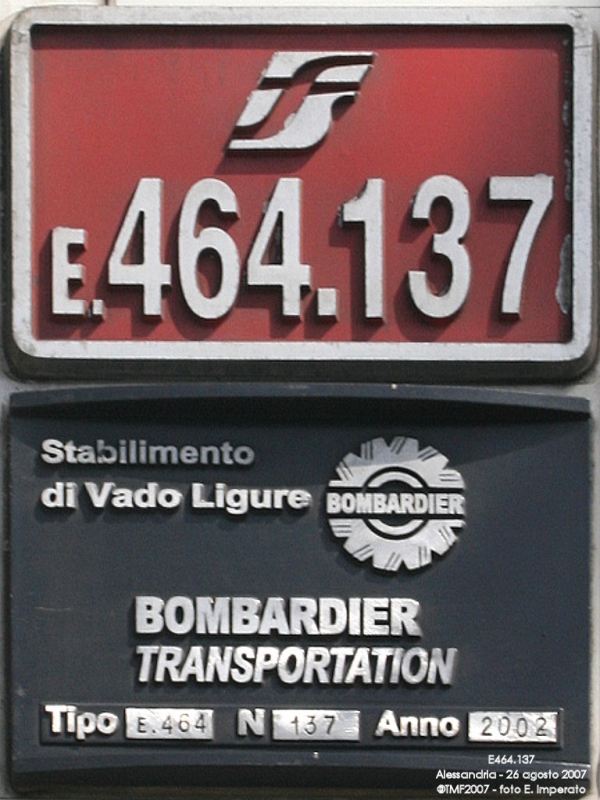 E.464.137
Stabilimento
di Vado Ligure
BOMBARDIER
BOMBARDIER
TRANSPORTATION
Tipo E.464 N 137 Anno 2002
E464.137
Alessandria - 26 agosto 2007
©TMF2007 - foto E. Imperato